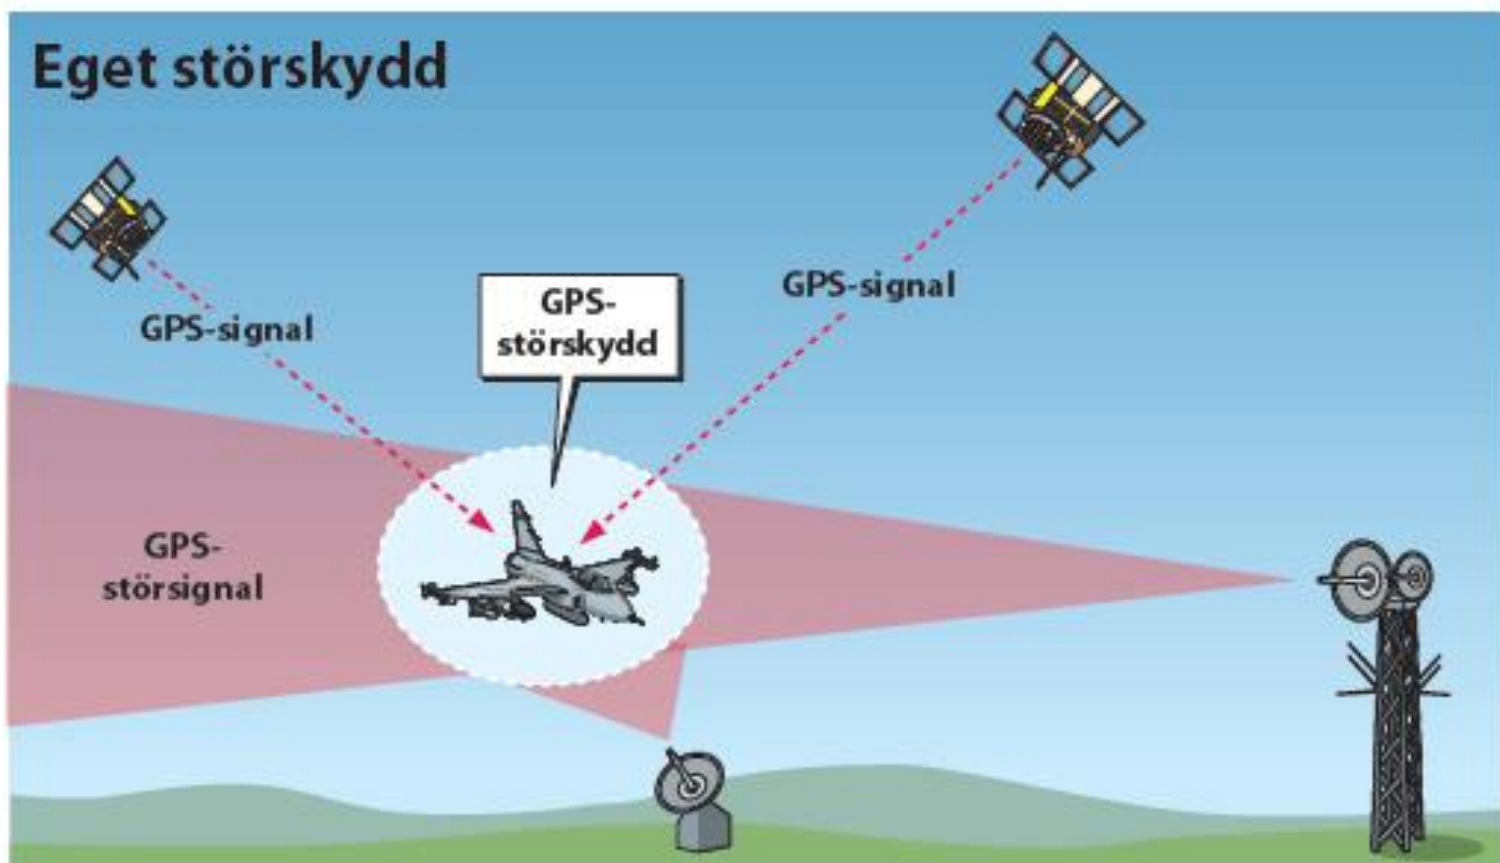 Eget störskydd
GPS-signal
GPS-signal
GPS-
störskydd
GPS-
störsignal